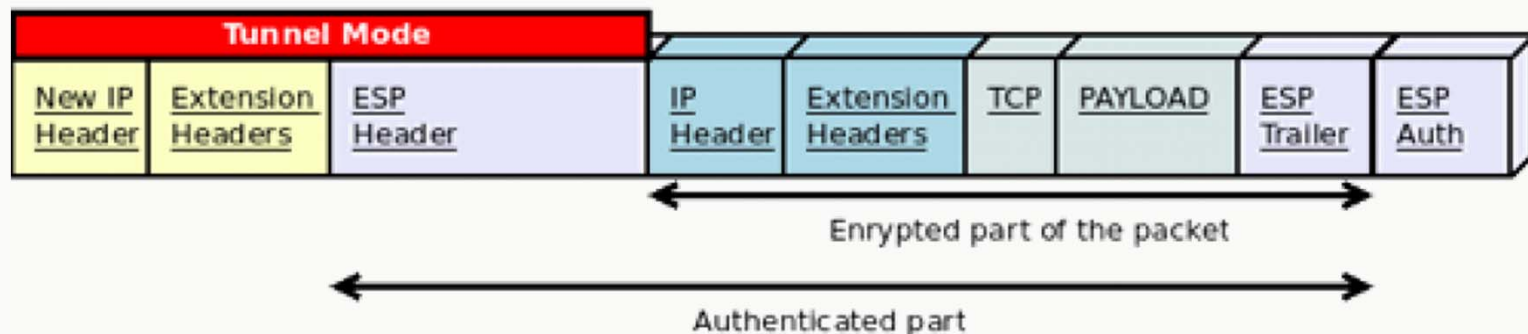 Tunnel Mode
New IP Header
Extension Headers
ESP Header
IP Header
Extension Headers
TCP
PAYLOAD
ESP Trailer
ESP Auth
Enrypted part of the packet
Authenticated part